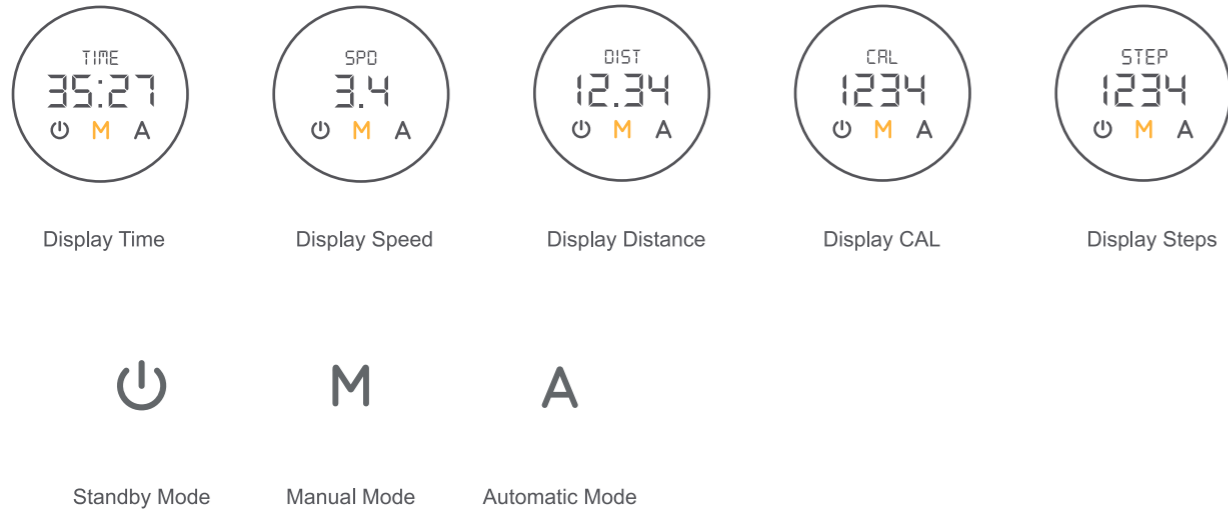 TIME SPD DIST CAL STEP
35:27 3.4 12.34 1234 1234
M A M A M A M A M A
Display Time Display Speed Display Distance Display CAL Display Steps
M A
Standby Mode Manual Mode Automatic Mode